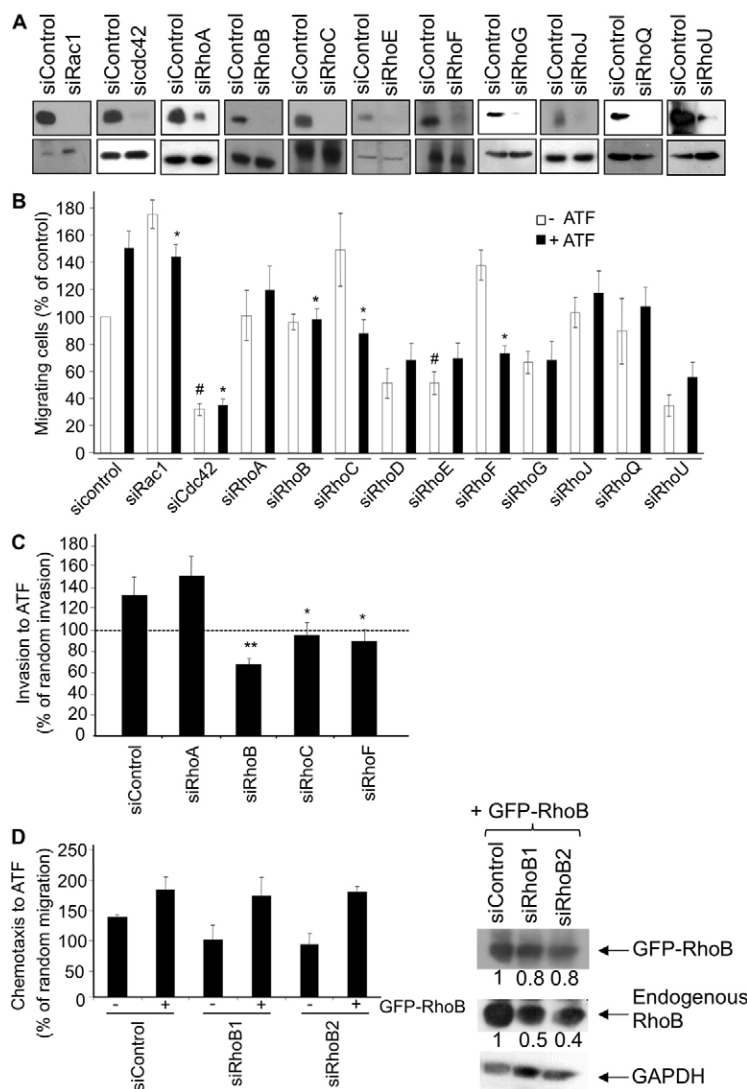 A
siControl
siRac1
siControl
sicdc42
siControl
siRhoA
siControl
siRhoB
siControl
siRhoC
siControl
siRhoE
siControl
siRhoF
siControl
siRhoG
siControl
siRhoJ
siControl
siRhoQ
siControl
siRhoU
B
Migrating cells (% of control)
180
160
140
120
100
80
60
40
20
0
- ATF
+ ATF
*
#
*
*
*
#
*
sicontrol
siRac1
siCdc42
siRhoA
siRhoB
siRhoC
siRhoD
siRhoE
siRhoF
siRhoG
siRhoJ
siRhoQ
siRhoU
C
Invasion to ATF
(% of random invasion)
180
160
140
120
100
80
60
40
20
0
**
*
*
siControl
siRhoA
siRhoB
siRhoC
siRhoF
D
Chemotaxis to ATF
(% of random migration)
250
200
150
100
50
0
- + - + - + GFP-RhoB
siControl
siRhoB1
siRhoB2
+ GFP-RhoB
siControl
siRhoB1
siRhoB2
GFP-RhoB
1 0.8 0.8
Endogenous
RhoB
1 0.5 0.4
GAPDH